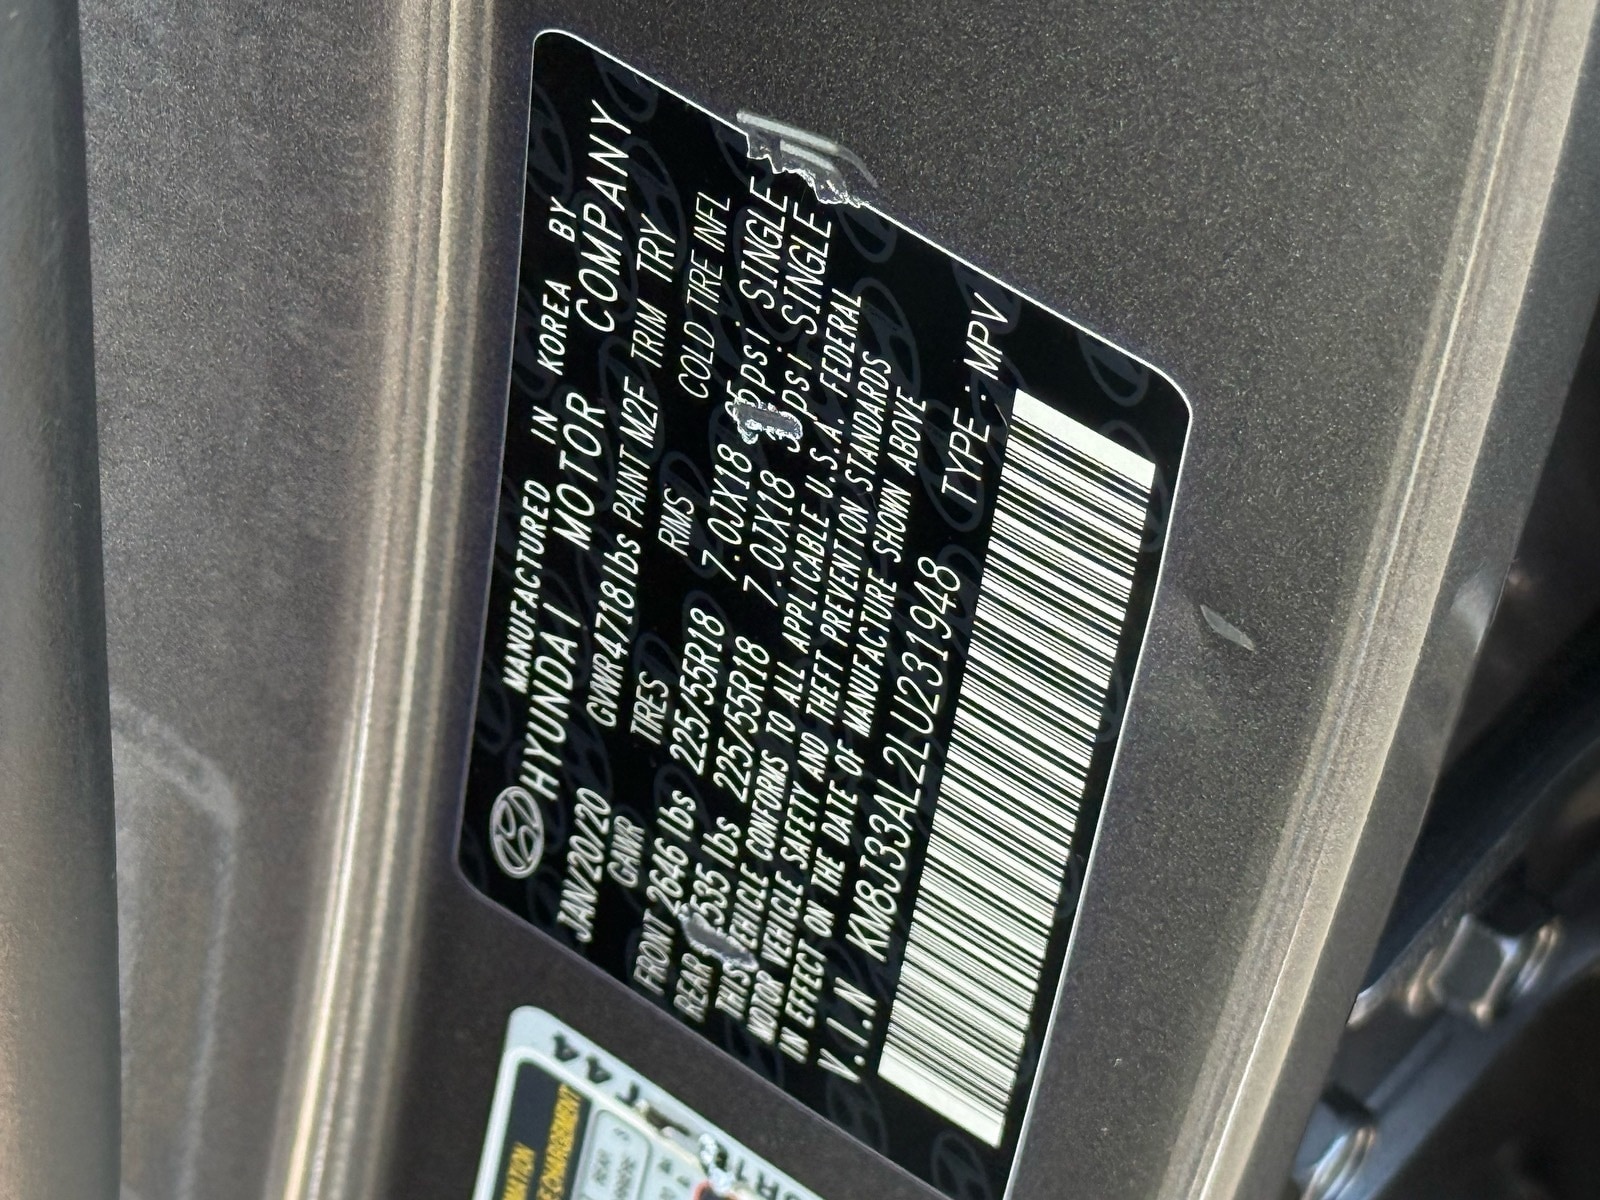 MANUFACTURED IN KOREA BY
HYUNDAI MOTOR COMPANY
JAN/20/20 GVWR4718lbs PAINT M2F TRIM TRY
GAWR TIRES RIMS COLD TIRE INFL
FRONT 2646 lbs 225/55R18 7.0JX18 psi SINGLE
REAR 535 lbs 225/55R18 7.0JX18 psi SINGLE
THIS VEHICLE CONFORMS TO ALL APPLICABLE U.S.A. FEDERAL
MOTOR VEHICLE SAFETY AND THEFT PREVENTION STANDARDS
IN EFFECT ON THE DATE OF MANUFACTURE SHOWN ABOVE
V.I.N KM8J33AL2LU231948 TYPE : MPV